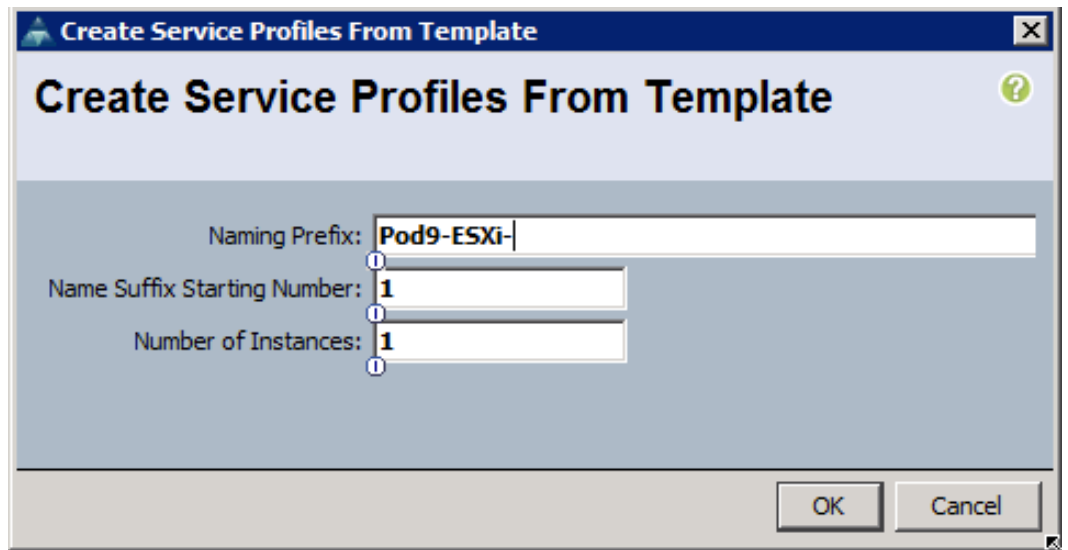 Create Service Profiles From Template
Create Service Profiles From Template
Naming Prefix: Pod9-ESXi-
Name Suffix Starting Number: 1
Number of Instances: 1
OK Cancel